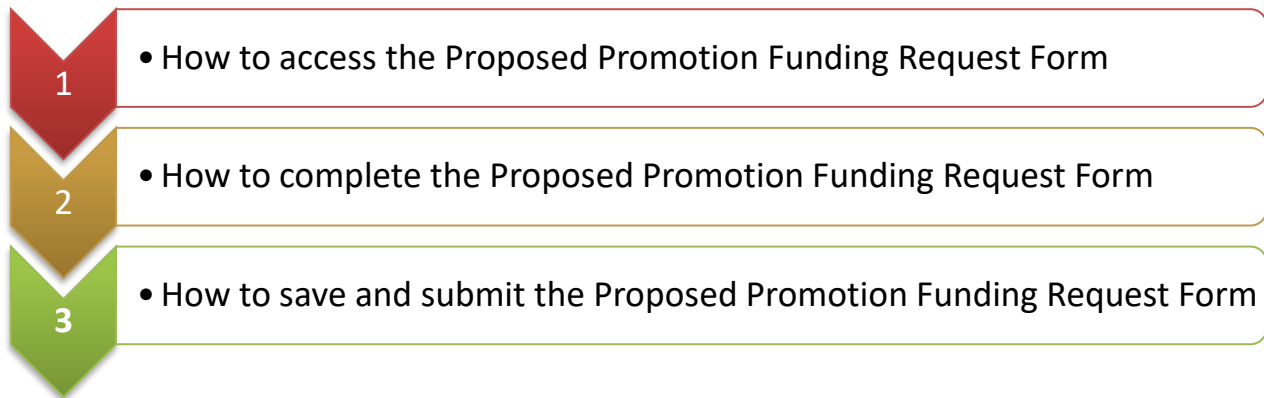 1
• How to access the Proposed Promotion Funding Request Form
2
• How to complete the Proposed Promotion Funding Request Form
3
• How to save and submit the Proposed Promotion Funding Request Form